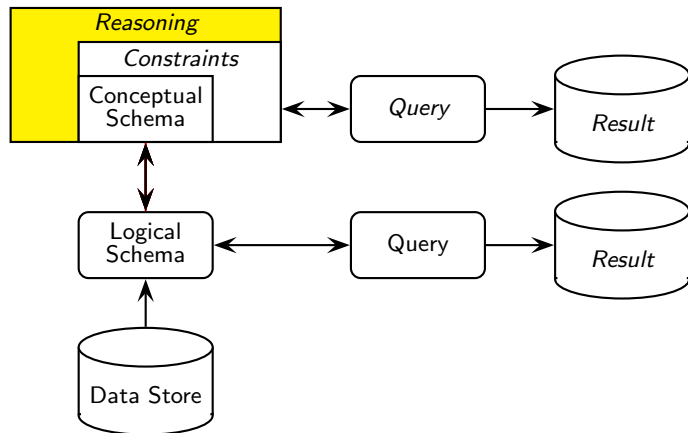 Reasoning
Constraints
Conceptual
Schema
Query
Result
Logical
Schema
Query
Result
Data Store